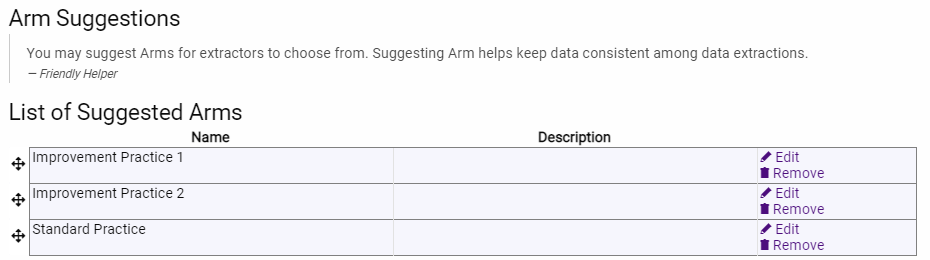 Arm Suggestions
You may suggest Arms for extractors to choose from. Suggesting Arm helps keep data consistent among data extractions.
— Friendly Helper
List of Suggested Arms
Name Description
Improvement Practice 1 Edit
Remove
Improvement Practice 2 Edit
Remove
Standard Practice Edit
Remove